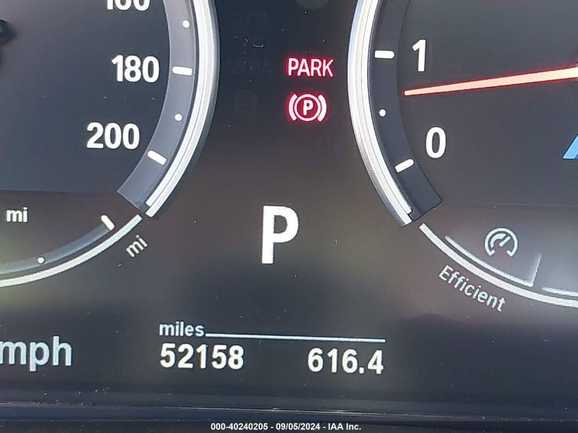 160
180
200
mi
mi
mph
PARK
P
P
1
0
Efficient
miles
52158 616.4
000-40240205 - 09/05/2024 - IAA Inc.